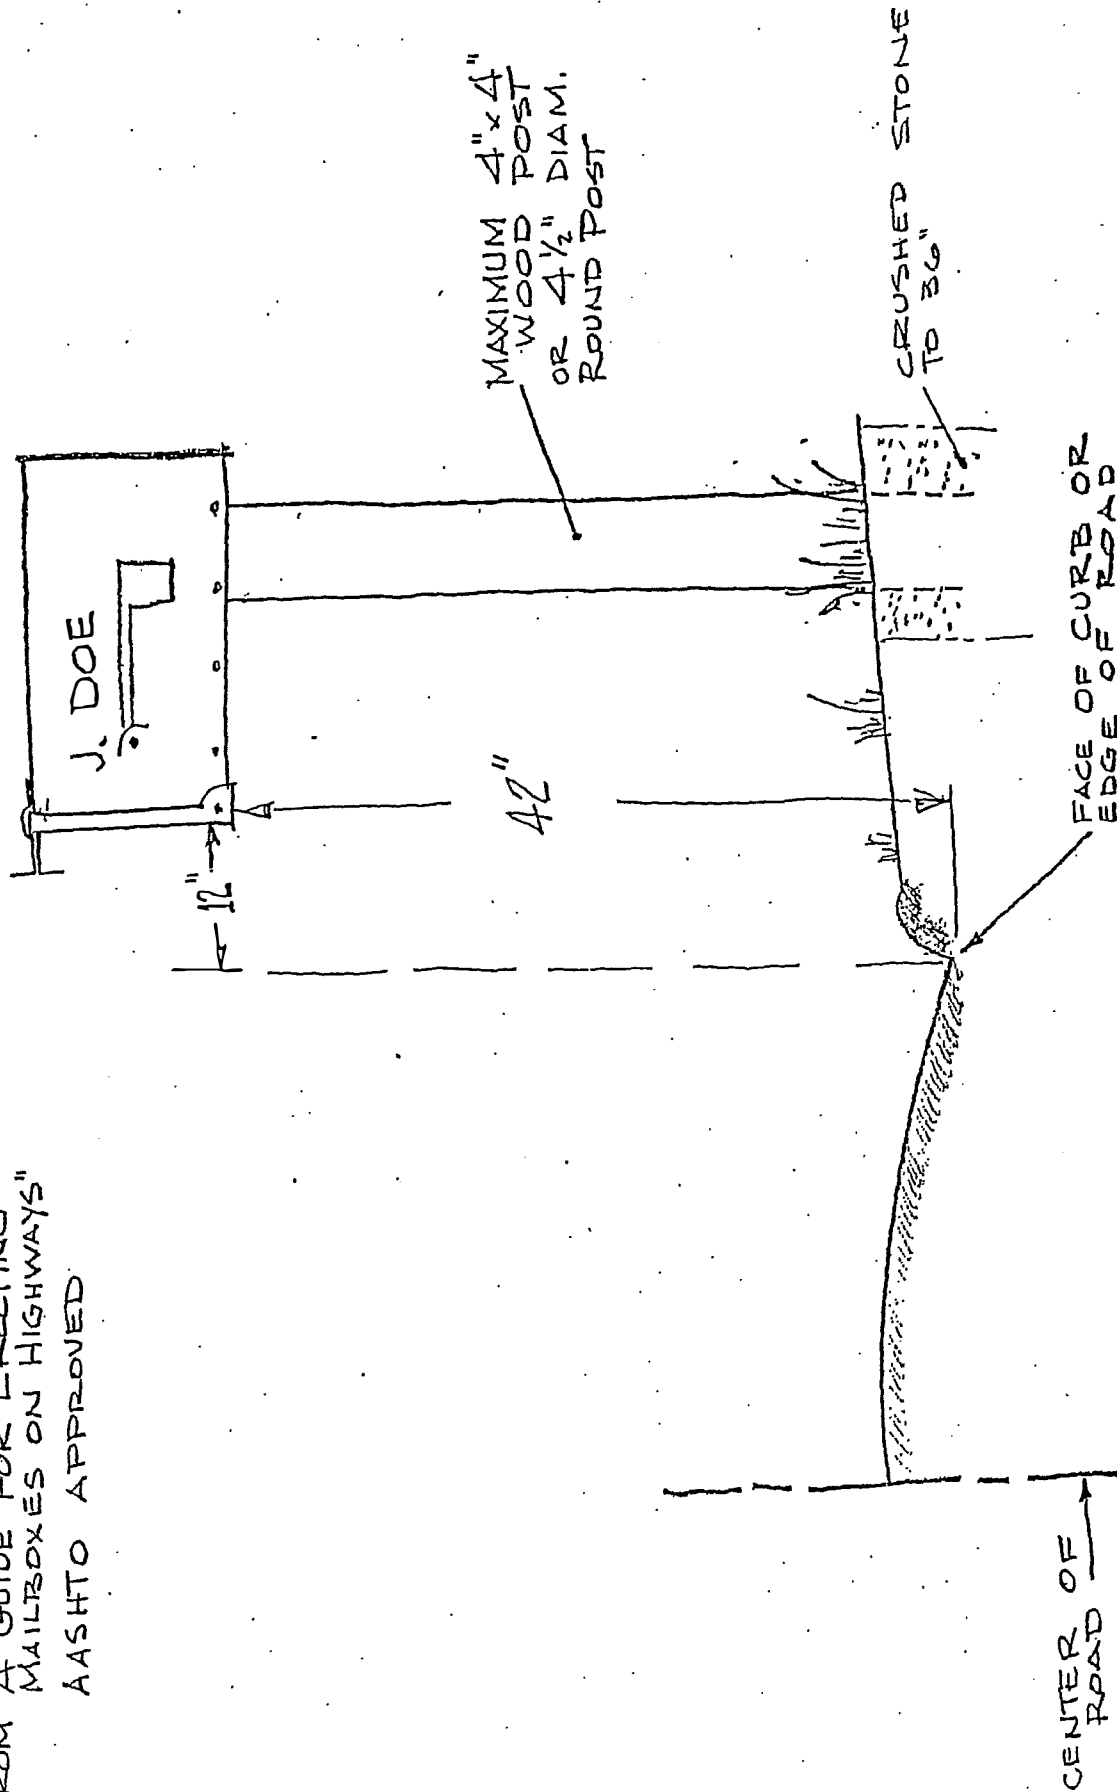 A GUIDE FOR ERECTING
MAILBOXES ON HIGHWAYS"
AASHTO APPROVED
J. DOE
12"
42"
MAXIMUM 4"x4"
WOOD POST
OR 4½" DIAM.
ROUND POST
CRUSHED STONE
TO 36"
FACE OF CURB OR
EDGE OF ROAD
CENTER OF
ROAD